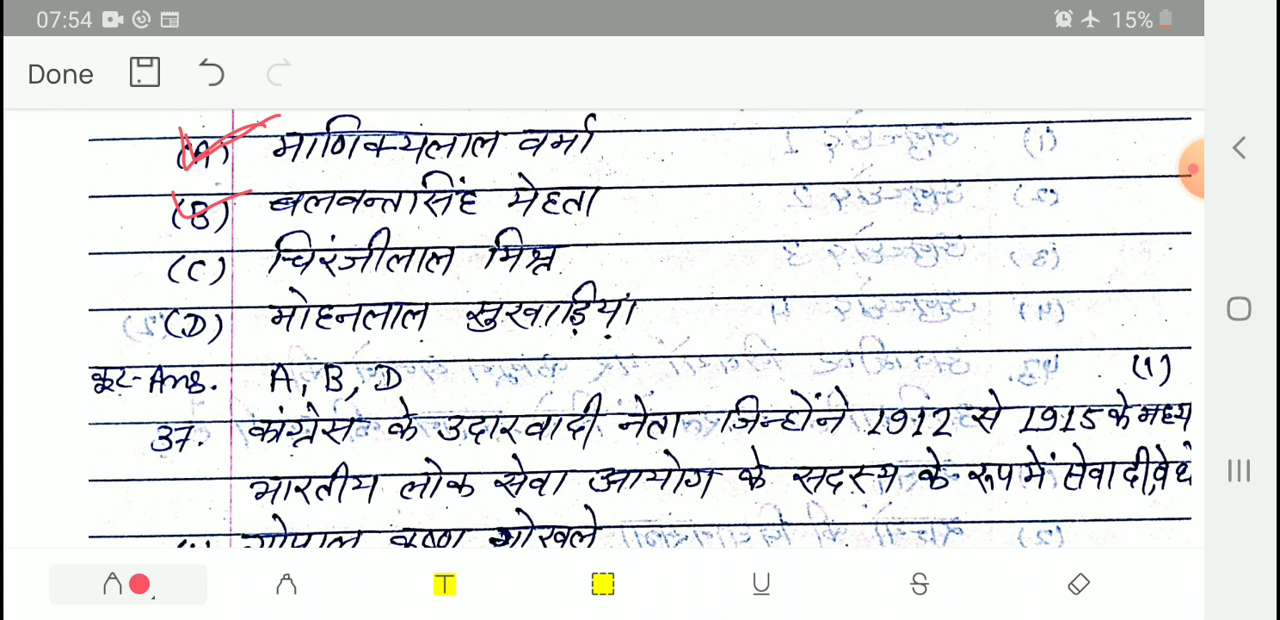 07:54 15%
Done
(A) माणिक्यलाल वर्मा
(B) बलवन्तसिंह मेहता
(C) चिरंजीलाल मिश्र
(D) मोहनलाल सुखाड़िया
कूट- Ans. A, B, D (1)
37. कांग्रेस के उदारवादी नेता जिन्होंने 1912 से 1915 के मध्य
भारतीय लोक सेवा आयोग के सदस्य के रूप में सेवा दी, वे थे
गोपाल कृष्ण गोखले
T U S